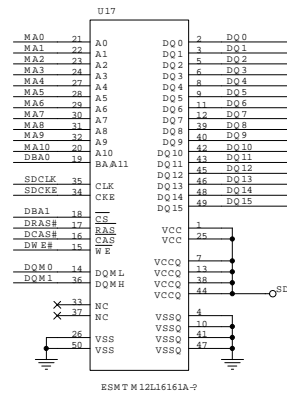 U17
MA0 21 A0 DQ0 2 DQ0
MA1 22 A1 DQ1 3 DQ1
MA2 23 A2 DQ2 5 DQ2
MA3 24 A3 DQ3 6 DQ3
MA4 27 A4 DQ4 8 DQ4
MA5 28 A5 DQ5 9 DQ5
MA6 29 A6 DQ6 11 DQ6
MA7 30 A7 DQ7 12 DQ7
MA8 31 A8 DQ8 39 DQ8
MA9 32 A9 DQ9 40 DQ9
MA10 20 A10 DQ10 42 DQ10
DBA0 19 BA/A11 DQ11 43 DQ11
DQ12 45 DQ12
SDCLK 35 CLK DQ13 46 DQ13
SDCKE 34 CKE DQ14 48 DQ14
DQ15 49 DQ15
DBA1 18 CS
DRAS# 17 RAS VCC 1
DCAS# 16 CAS VCC 25
DWE# 15 WE
VCCQ 7
DQM0 14 DQML VCCQ 13
DQM1 36 DQMH VCCQ 38
VCCQ 44 SD
33 NC
37 NC VSSQ 4
VSSQ 10
26 VSS VSSQ 41
50 VSS VSSQ 47
ESMT M12L16161A-?